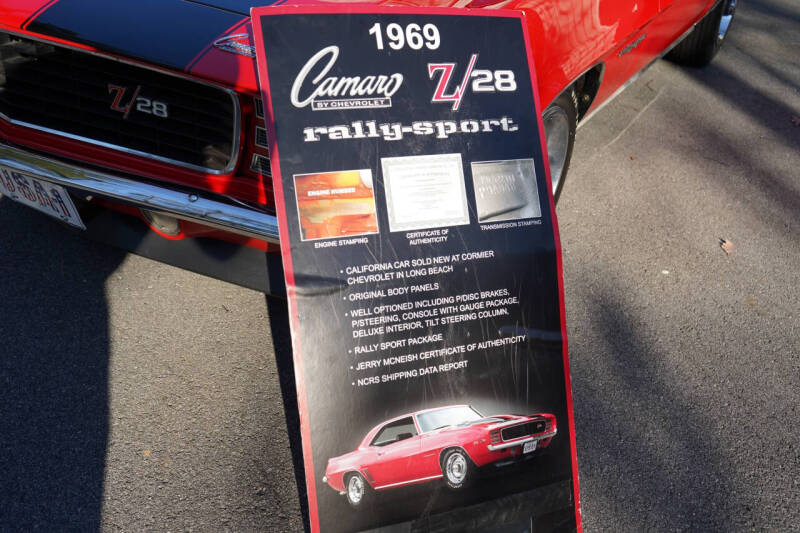 1969
Camaro
BY CHEVROLET
Z/28
rally-sport
ENGINE NUMBER
ENGINE STAMPING
CERTIFICATE OF
AUTHENTICITY
TRANSMISSION STAMPING
• CALIFORNIA CAR SOLD NEW AT CORMIER
CHEVROLET IN LONG BEACH
• ORIGINAL BODY PANELS
• WELL OPTIONED INCLUDING P/DISC BRAKES,
P/STEERING, CONSOLE WITH GAUGE PACKAGE,
DELUXE INTERIOR, TILT STEERING COLUMN.
• RALLY SPORT PACKAGE
• JERRY MCNEISH CERTIFICATE OF AUTHENTICITY
• NCRS SHIPPING DATA REPORT
Z/28